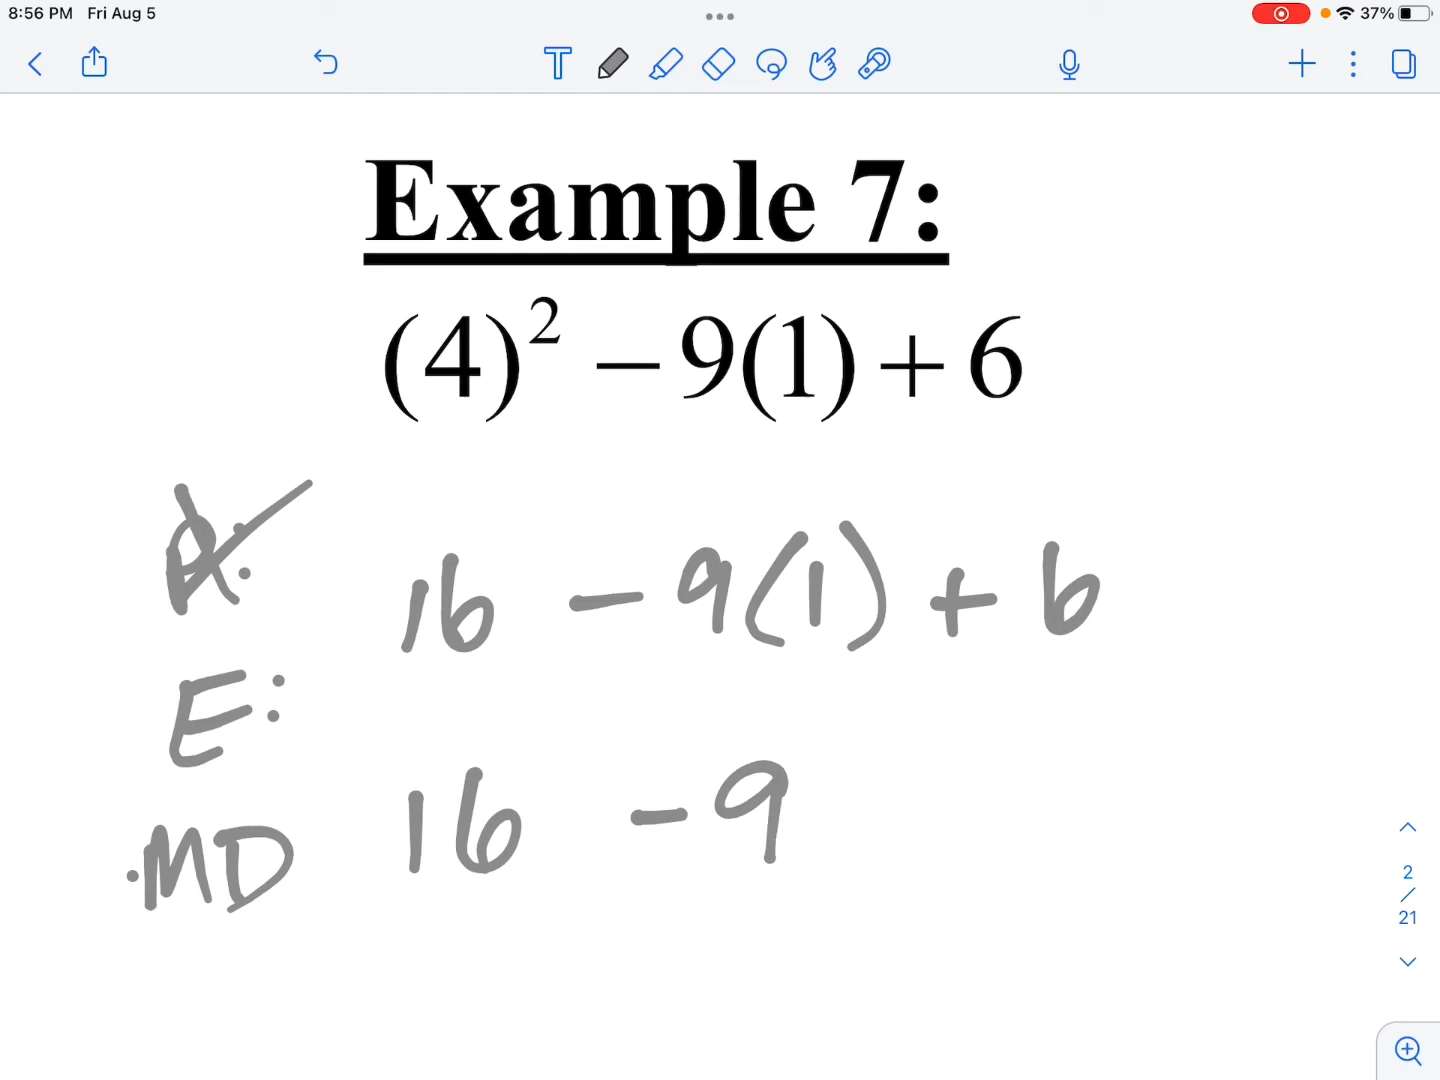 8:56 PM Fri Aug 5 37%
Example 7:
(4)² − 9(1) + 6
P:
16 − 9(1) + 6
E:
MD 16 − 9
2
/
21